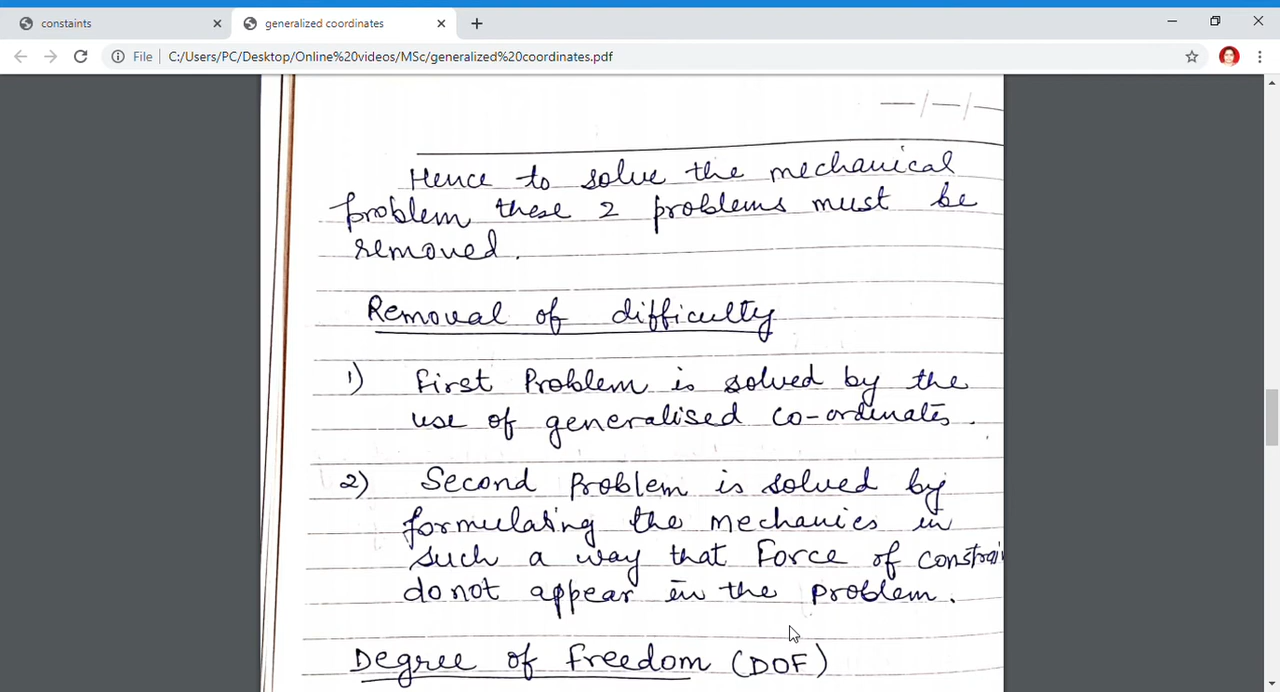 constaints
generalized coordinates
File
C:/Users/PC/Desktop/Online%20videos/MSc/generalized%20coordinates.pdf
—/—/—
Hence to solve the mechanical
problem these 2 problems must be
removed.
Removal of difficulty
1) First Problem is solved by the
use of generalised co-ordinates.
2) Second Problem is solved by
formulating the mechanics in
such a way that Force of constrai
do not appear in the problem.
Degree of freedom (DOF)